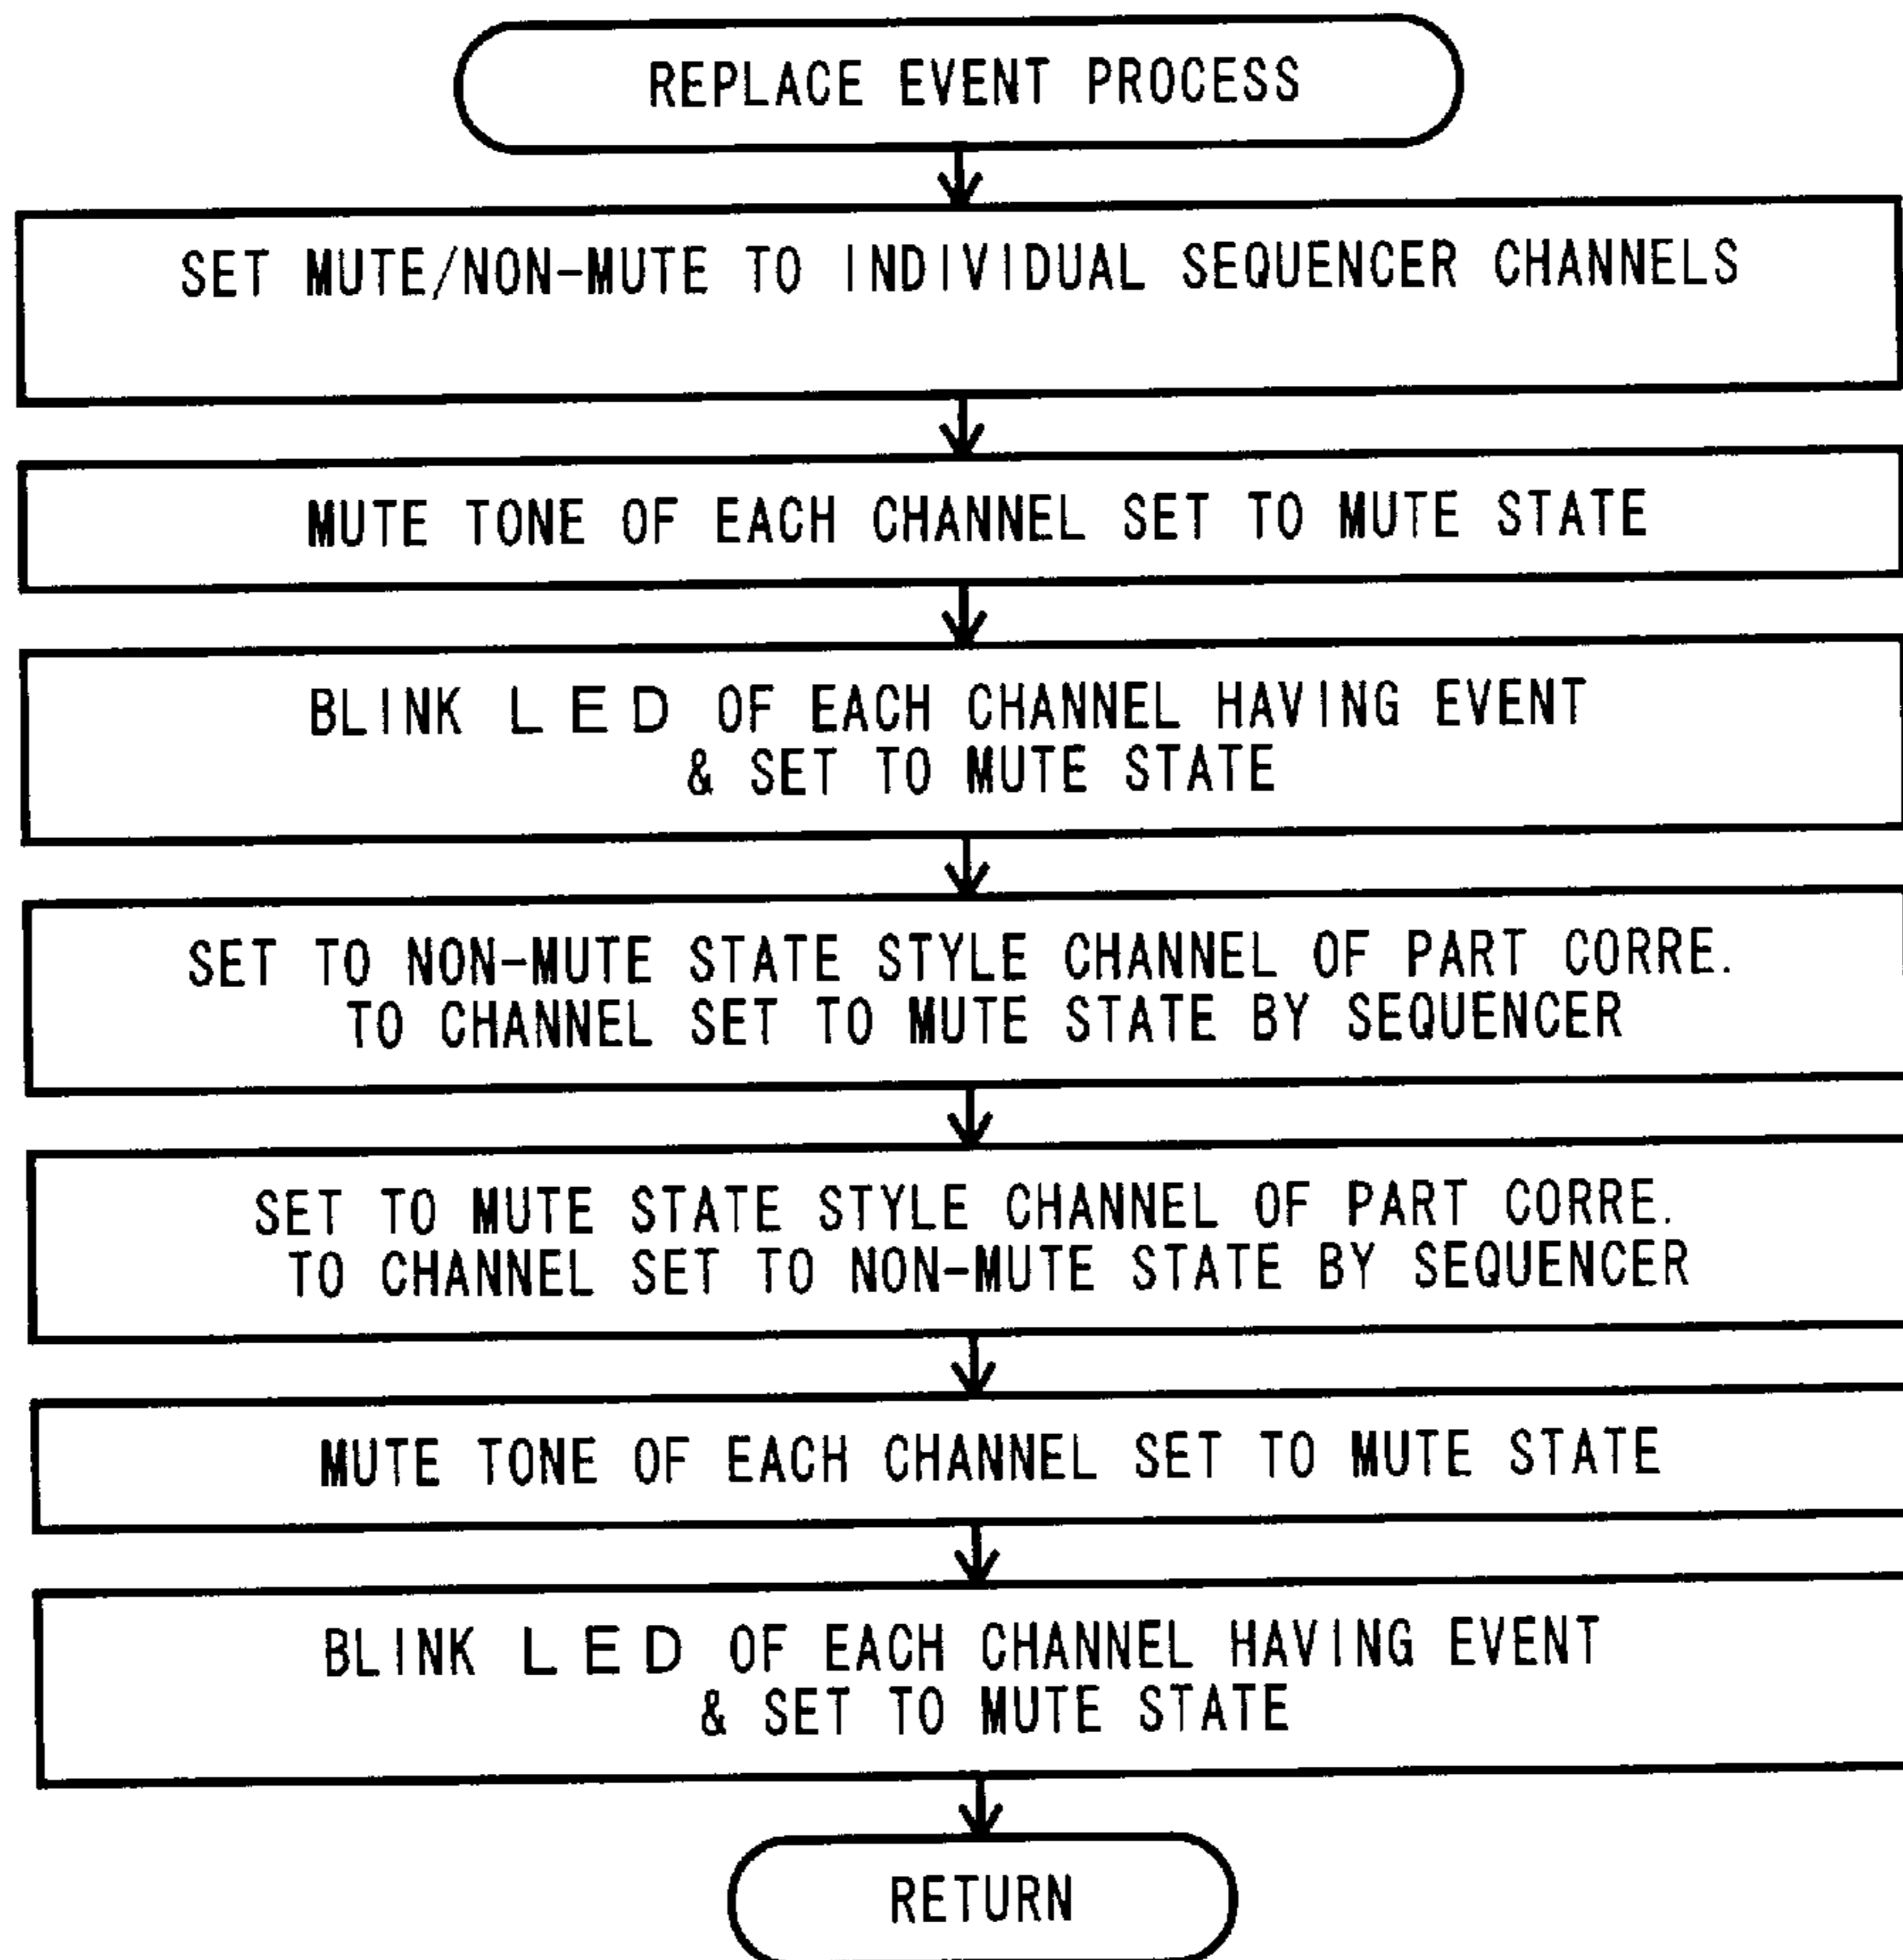 REPLACE EVENT PROCESS
SET MUTE/NON-MUTE TO INDIVIDUAL SEQUENCER CHANNELS
MUTE TONE OF EACH CHANNEL SET TO MUTE STATE
BLINK LED OF EACH CHANNEL HAVING EVENT
& SET TO MUTE STATE
SET TO NON-MUTE STATE STYLE CHANNEL OF PART CORRE.
TO CHANNEL SET TO MUTE STATE BY SEQUENCER
SET TO MUTE STATE STYLE CHANNEL OF PART CORRE.
TO CHANNEL SET TO NON-MUTE STATE BY SEQUENCER
MUTE TONE OF EACH CHANNEL SET TO MUTE STATE
BLINK LED OF EACH CHANNEL HAVING EVENT
& SET TO MUTE STATE
RETURN